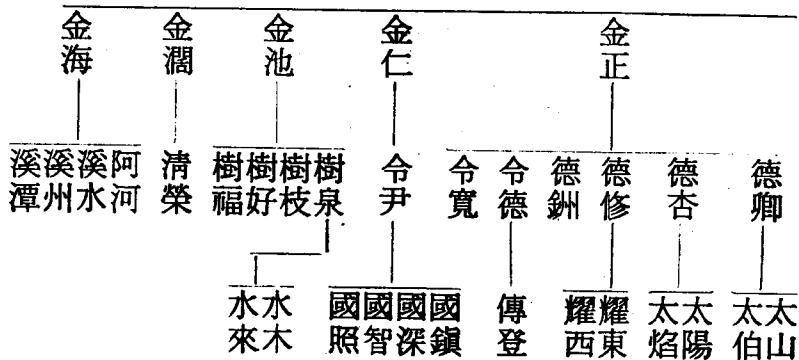 金正 金仁 金池 金濶 金海
德卿 德杏 德修 德銂 令德 令寬 令尹 樹泉 樹枝 樹好 樹福 清榮 阿河 溪水 溪州 溪潭
太山 太伯 太陽 太焰 耀東 耀西 傳登 國鎭 國深 國智 國照 水木 水來